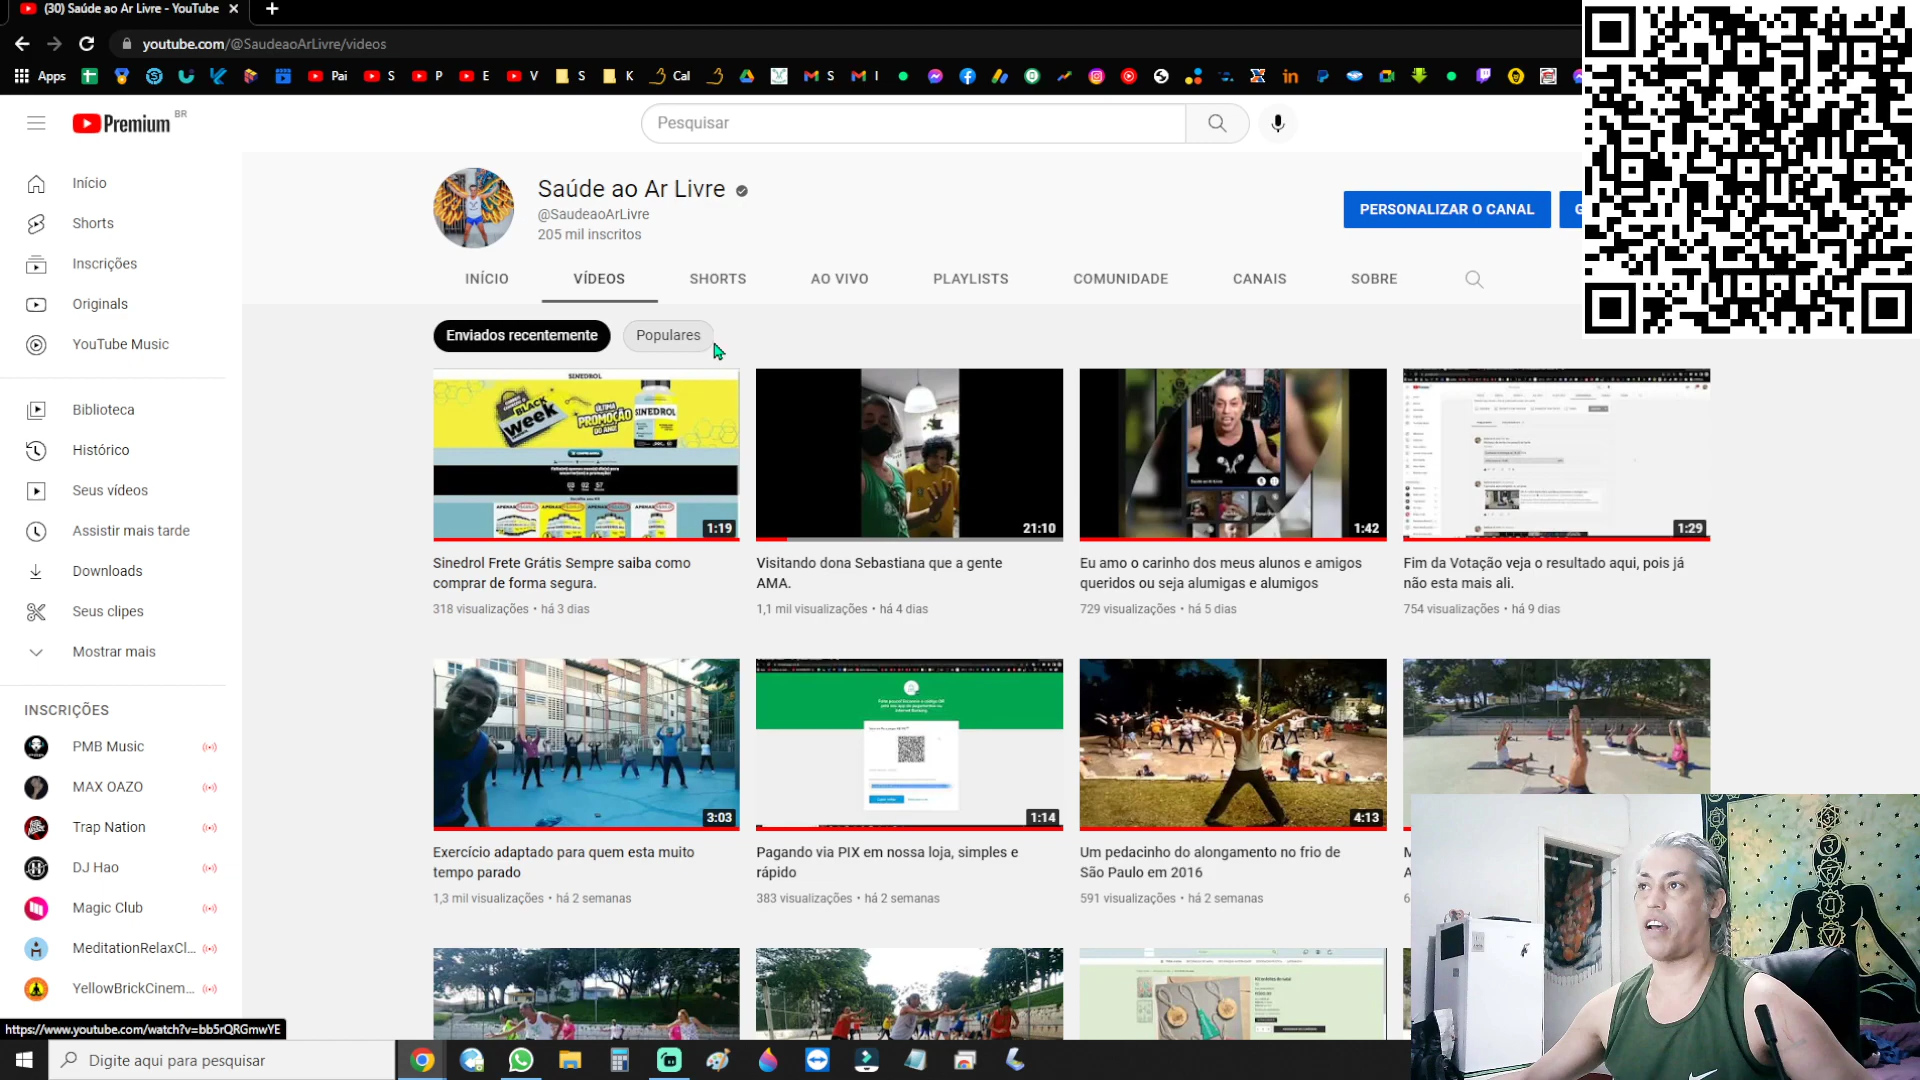 (30) Saúde ao Ar Livre - YouTube
youtube.com/@SaudeaoArLivre/videos
Apps
Pai
S
P
E
V
S
K
Cal
S
I
Premium BR
Pesquisar
Início
Shorts
Inscrições
Originals
YouTube Music
Biblioteca
Histórico
Seus vídeos
Assistir mais tarde
Downloads
Seus clipes
Mostrar mais
INSCRIÇÕES
PMB Music
MAX OAZO
Trap Nation
DJ Hao
Magic Club
MeditationRelaxCl...
YellowBrickCinem...
Saúde ao Ar Livre
@SaudeaoArLivre
205 mil inscritos
PERSONALIZAR O CANAL
G
INÍCIO
VÍDEOS
SHORTS
AO VIVO
PLAYLISTS
COMUNIDADE
CANAIS
SOBRE
Enviados recentemente
Populares
SINEDROL
BLACK
week
ÚLTIMA
PROMOÇÃO
DO ANO!
SINEDROL
1:19
21:10
1:42
1:29
Sinedrol Frete Grátis Sempre saiba como
comprar de forma segura.
318 visualizações • há 3 dias
Visitando dona Sebastiana que a gente
AMA.
1,1 mil visualizações • há 4 dias
Eu amo o carinho dos meus alunos e amigos
queridos ou seja alumigas e alumigos
729 visualizações • há 5 dias
Fim da Votação veja o resultado aqui, pois já
não esta mais ali.
754 visualizações • há 9 dias
3:03
1:14
4:13
Exercício adaptado para quem esta muito
tempo parado
1,3 mil visualizações • há 2 semanas
Pagando via PIX em nossa loja, simples e
rápido
383 visualizações • há 2 semanas
Um pedacinho do alongamento no frio de
São Paulo em 2016
591 visualizações • há 2 semanas
M
A
6
https://www.youtube.com/watch?v=bb5rQRGmwYE
Digite aqui para pesquisar